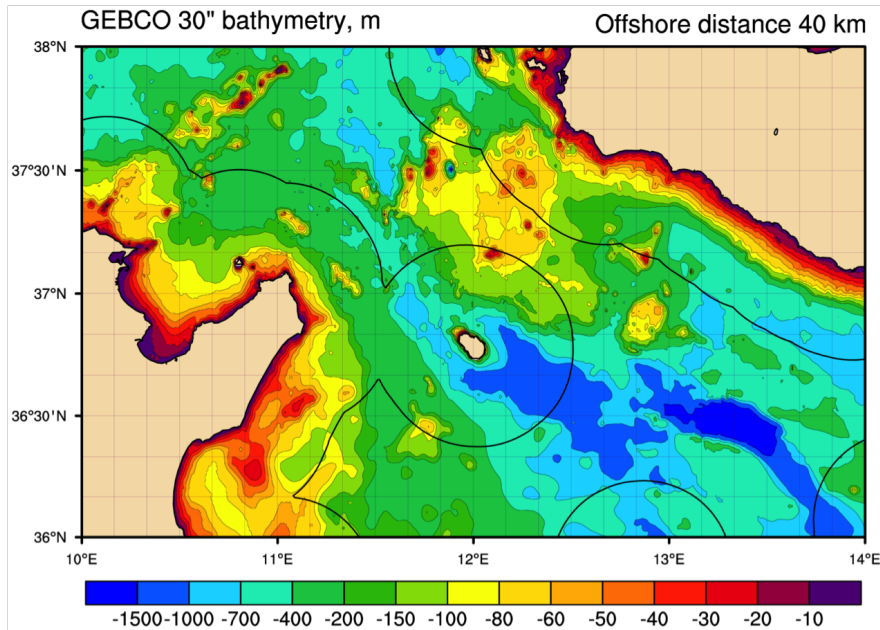 GEBCO 30" bathymetry, m
Offshore distance 40 km
38°N
37°30'N
37°N
36°30'N
36°N
10°E 11°E 12°E 13°E 14°E
-1500 -1000 -700 -400 -200 -150 -100 -80 -60 -50 -40 -30 -20 -10